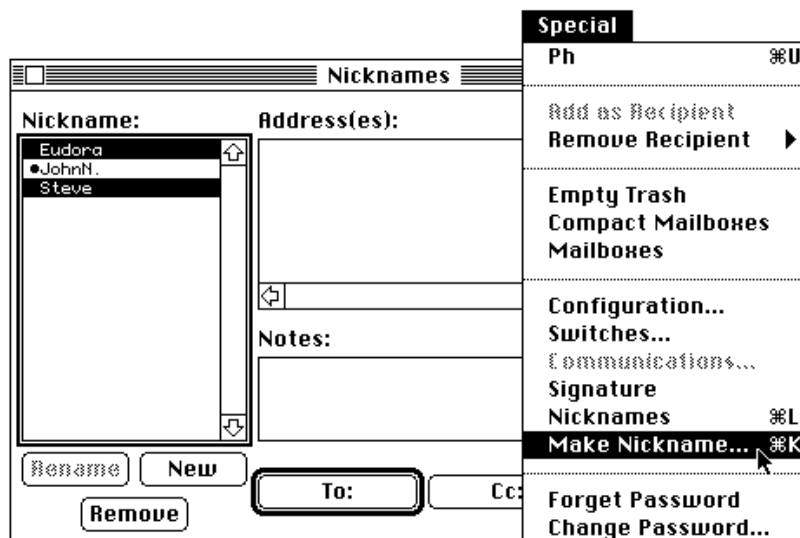 Special
Ph ⌘U
Add as Recipient
Remove Recipient ▶
Empty Trash
Compact Mailboxes
Mailboxes
Configuration...
Switches...
Communications...
Signature
Nicknames ⌘L
Make Nickname... ⌘K
Forget Password
Change Password...
Nicknames
Nickname:
Eudora
•JohnN.
Steve
Rename
New
Remove
Address(es):
Notes:
To:
Cc: